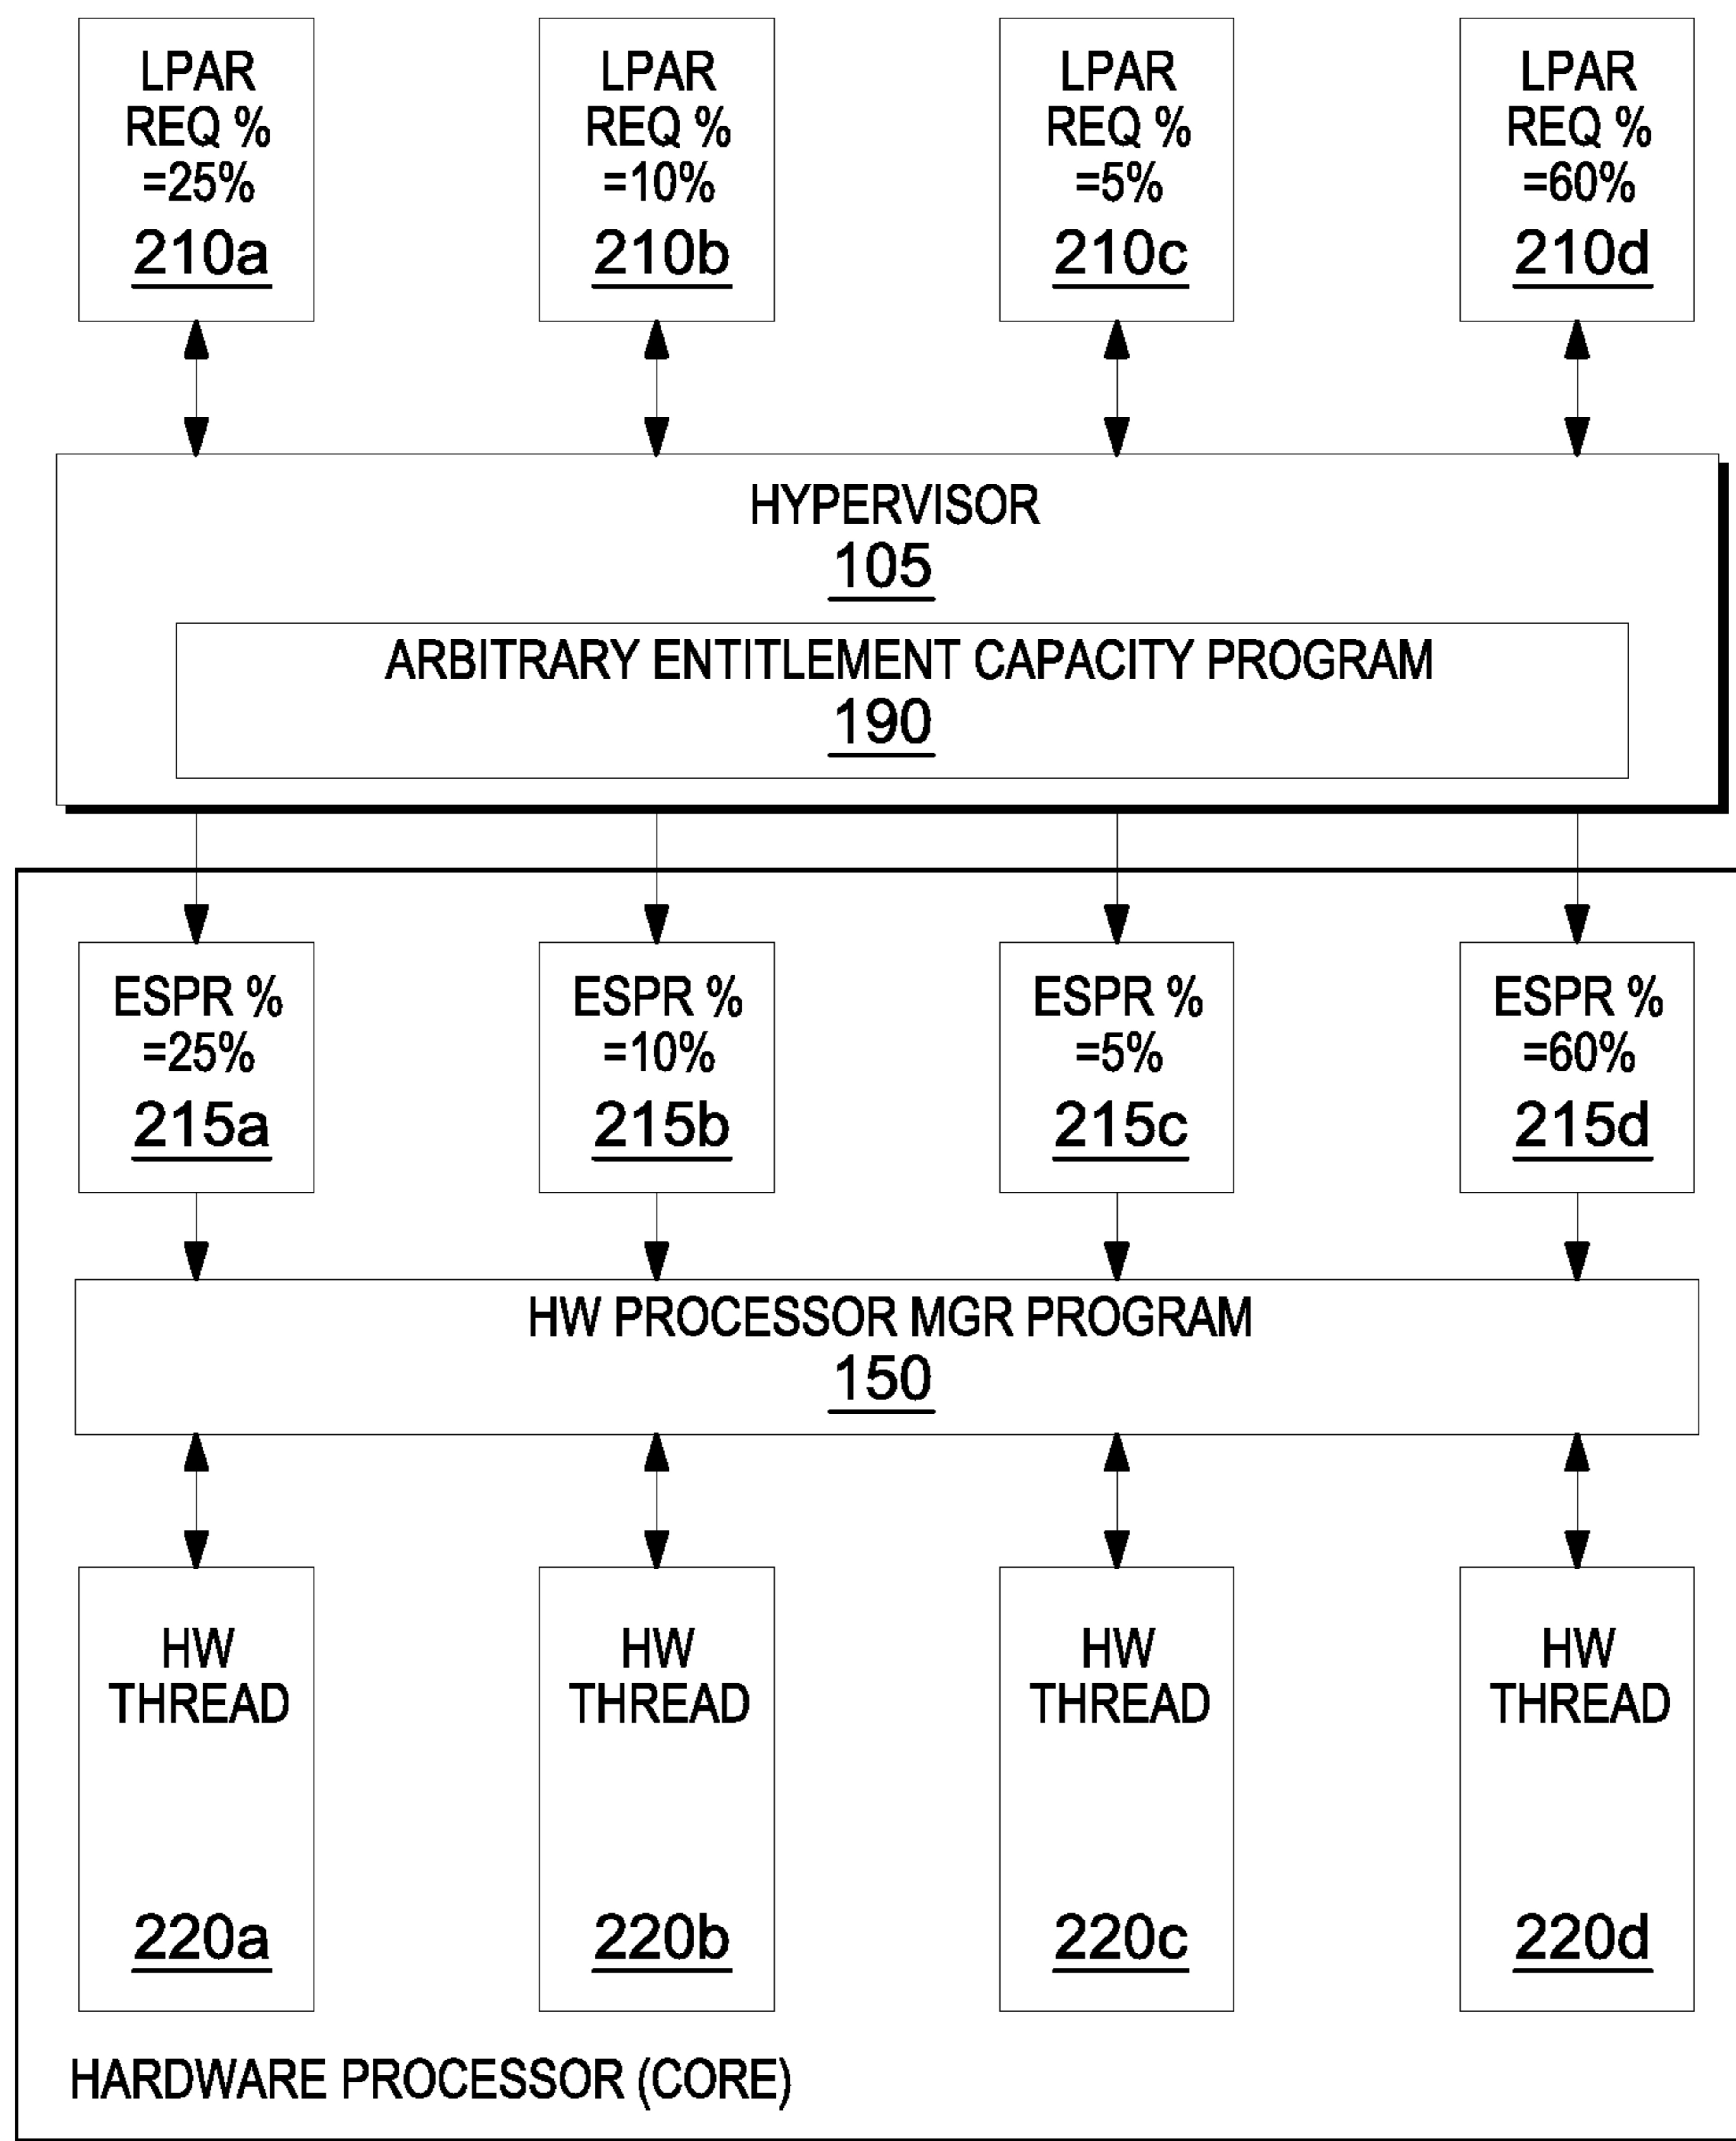 LPAR
REQ %
=25%
210a
LPAR
REQ %
=10%
210b
LPAR
REQ %
=5%
210c
LPAR
REQ %
=60%
210d
HYPERVISOR
105
ARBITRARY ENTITLEMENT CAPACITY PROGRAM
190
ESPR %
=25%
215a
ESPR %
=10%
215b
ESPR %
=5%
215c
ESPR %
=60%
215d
HW PROCESSOR MGR PROGRAM
150
HW
THREAD
220a
HW
THREAD
220b
HW
THREAD
220c
HW
THREAD
220d
HARDWARE PROCESSOR (CORE)